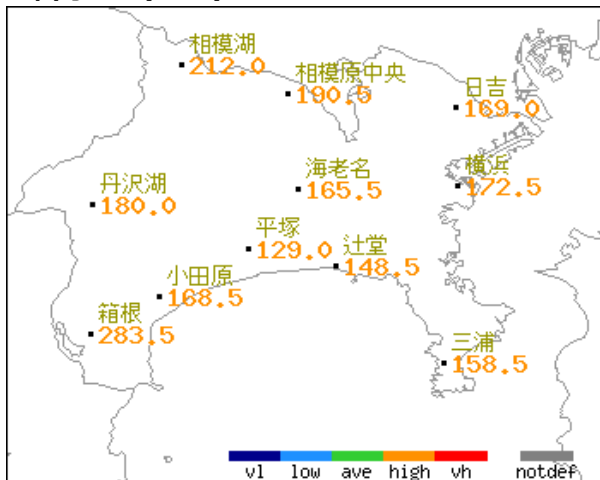 相模湖
212.0
相模原中央
190.5
日吉
169.0
海老名
165.5
横浜
172.5
丹沢湖
180.0
平塚
129.0
辻堂
148.5
小田原
168.5
箱根
283.5
三浦
158.5
vl low ave high vh notdef